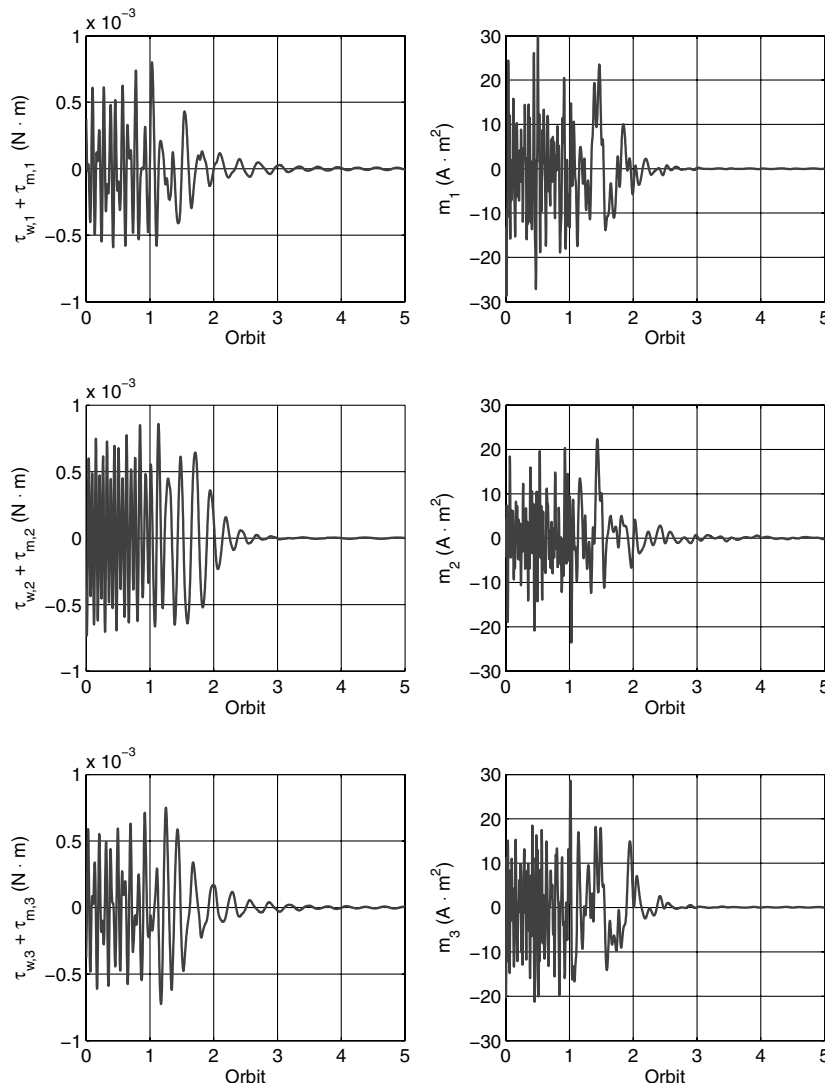 x 10⁻³
τw,1 + τm,1 (N · m)
1
0.5
0
−0.5
−1
0 1 2 3 4 5
Orbit
m1 (A · m²)
30
20
10
0
−10
−20
−30
0 1 2 3 4 5
Orbit
x 10⁻³
τw,2 + τm,2 (N · m)
1
0.5
0
−0.5
−1
0 1 2 3 4 5
Orbit
m2 (A · m²)
30
20
10
0
−10
−20
−30
0 1 2 3 4 5
Orbit
x 10⁻³
τw,3 + τm,3 (N · m)
1
0.5
0
−0.5
−1
0 1 2 3 4 5
Orbit
m3 (A · m²)
30
20
10
0
−10
−20
−30
0 1 2 3 4 5
Orbit